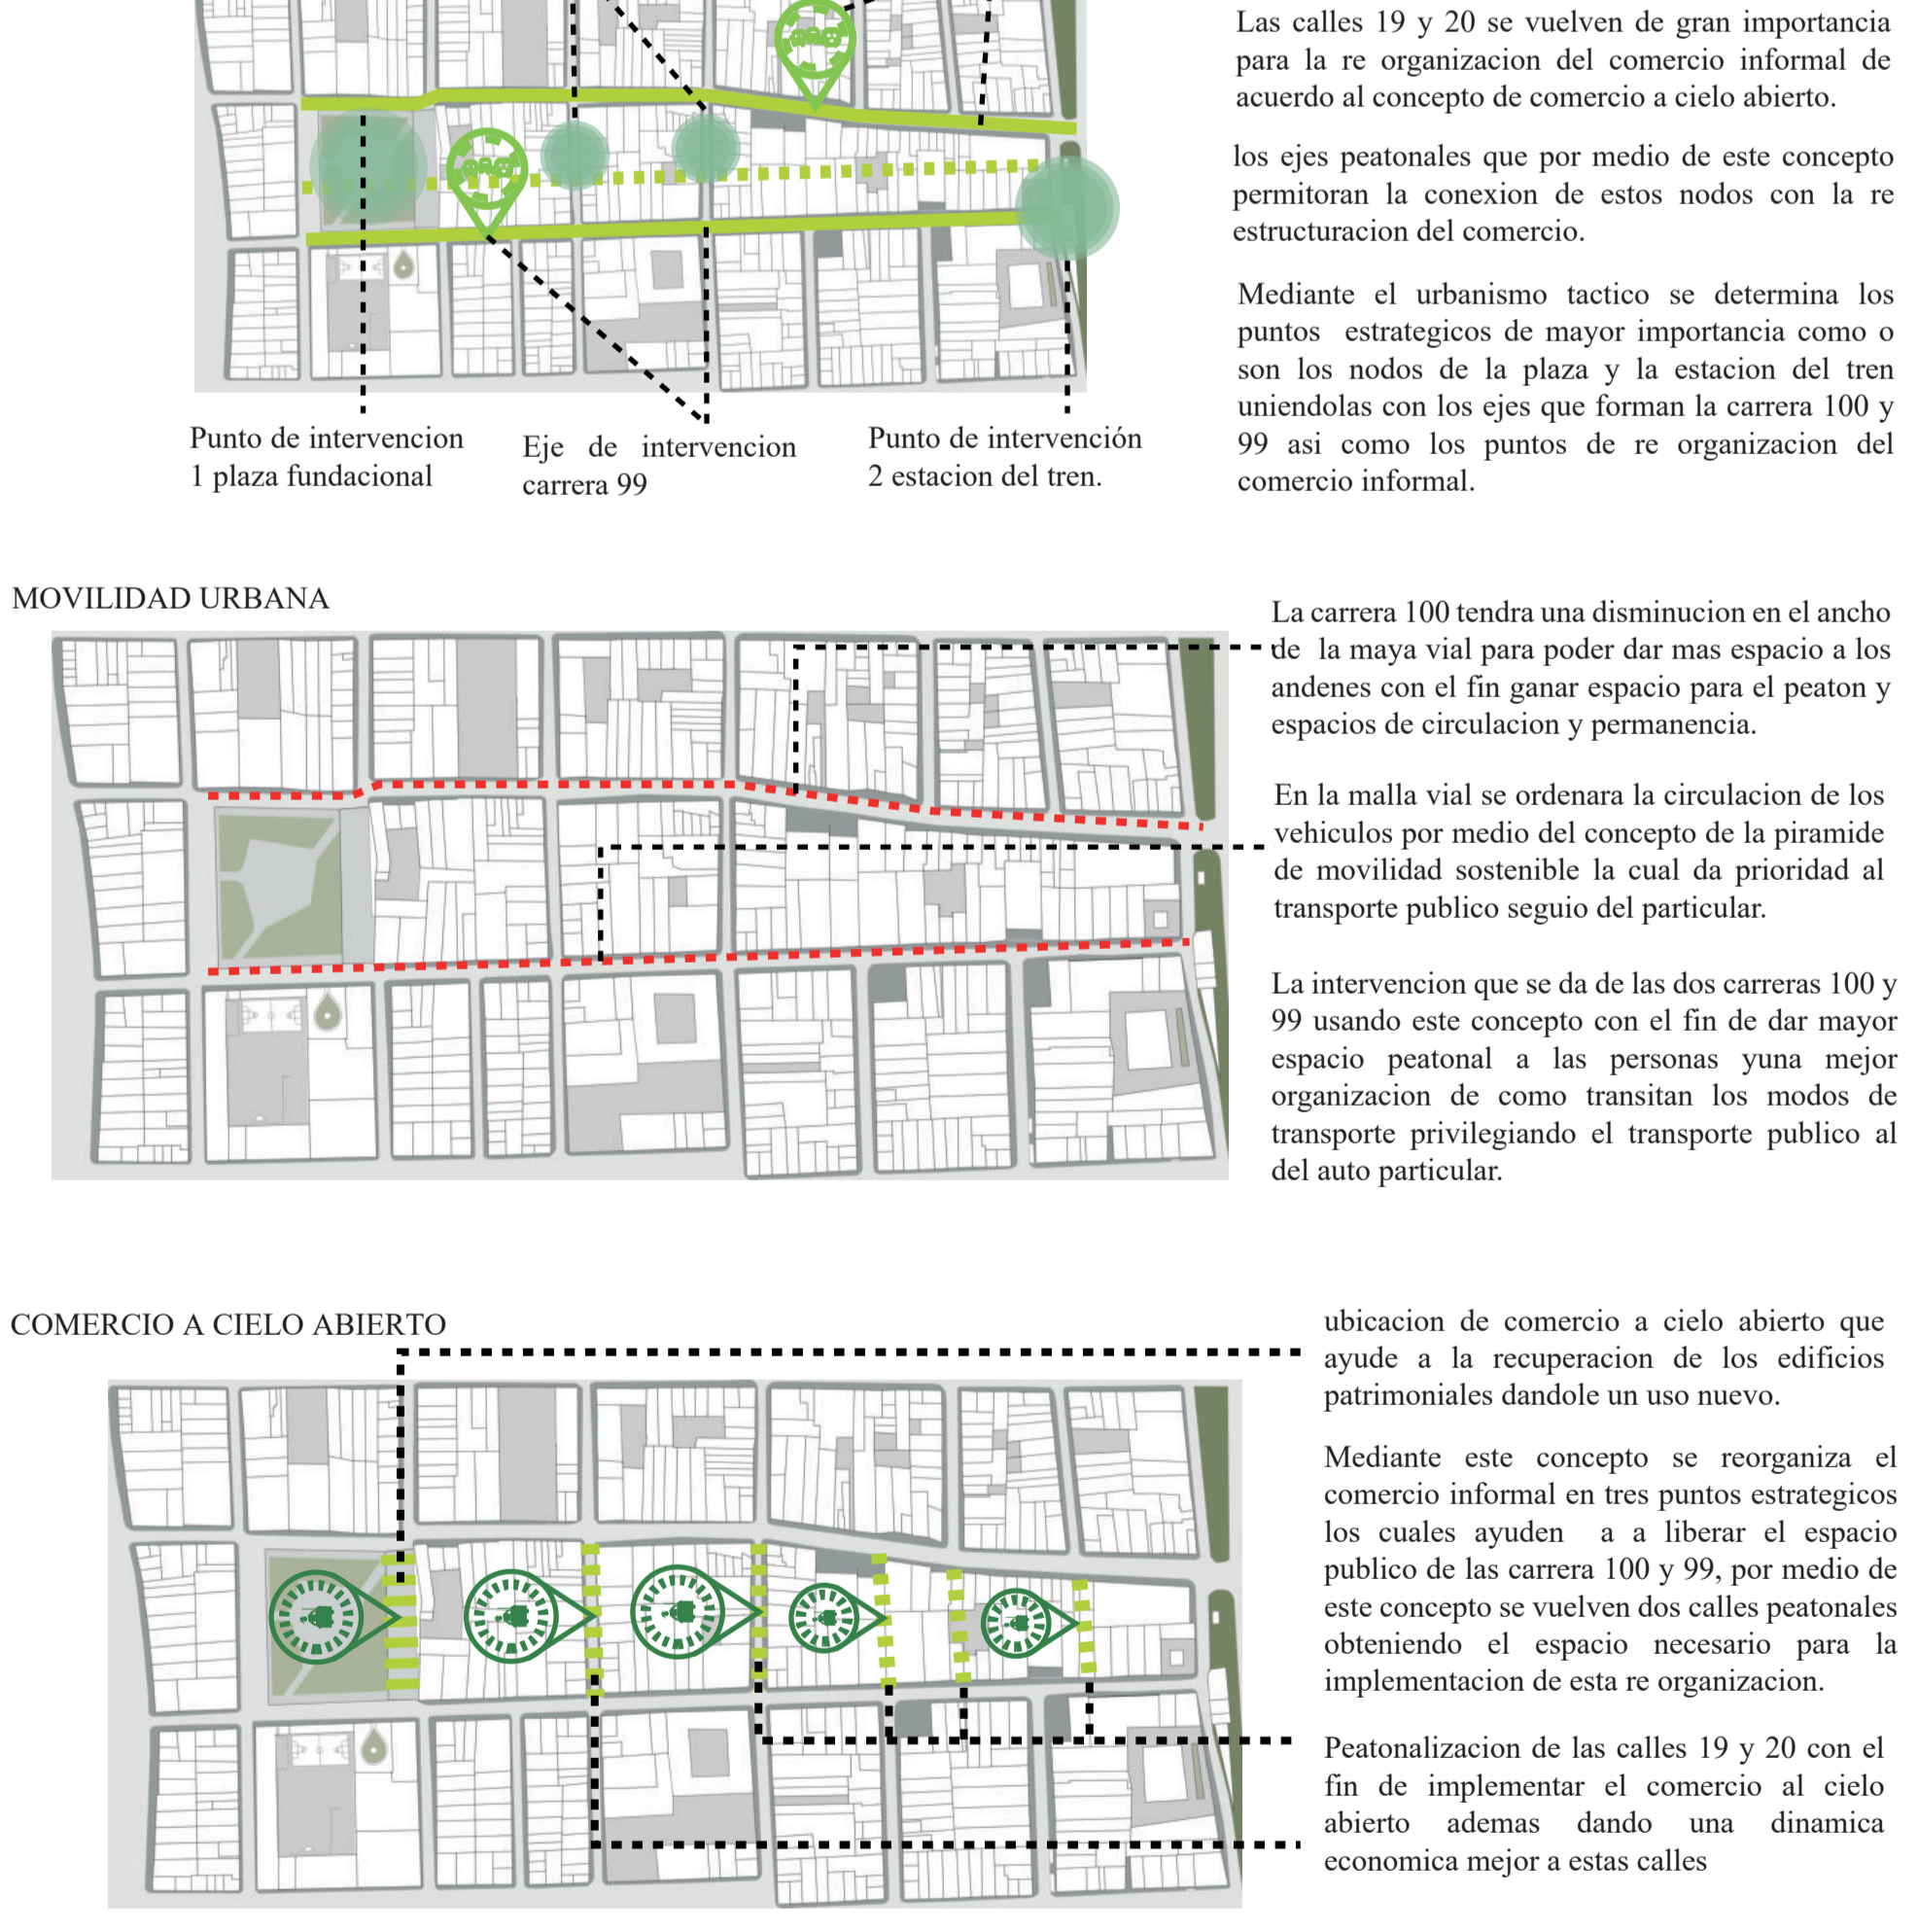 Las calles 19 y 20 se vuelven de gran importancia
para la re organizacion del comercio informal de
acuerdo al concepto de comercio a cielo abierto.
los ejes peatonales que por medio de este concepto
permitoran la conexion de estos nodos con la re
estructuracion del comercio.
Mediante el urbanismo tactico se determina los
puntos estrategicos de mayor importancia como o
son los nodos de la plaza y la estacion del tren
uniendolas con los ejes que forman la carrera 100 y
99 asi como los puntos de re organizacion del
comercio informal.
Punto de intervencion
1 plaza fundacional
Eje de intervencion
carrera 99
Punto de intervención
2 estacion del tren.
MOVILIDAD URBANA
La carrera 100 tendra una disminucion en el ancho
de la maya vial para poder dar mas espacio a los
andenes con el fin ganar espacio para el peaton y
espacios de circulacion y permanencia.
En la malla vial se ordenara la circulacion de los
vehiculos por medio del concepto de la piramide
de movilidad sostenible la cual da prioridad al
transporte publico seguio del particular.
La intervencion que se da de las dos carreras 100 y
99 usando este concepto con el fin de dar mayor
espacio peatonal a las personas yuna mejor
organizacion de como transitan los modos de
transporte privilegiando el transporte publico al
del auto particular.
COMERCIO A CIELO ABIERTO
ubicacion de comercio a cielo abierto que
ayude a la recuperacion de los edificios
patrimoniales dandole un uso nuevo.
Mediante este concepto se reorganiza el
comercio informal en tres puntos estrategicos
los cuales ayuden a a liberar el espacio
publico de las carrera 100 y 99, por medio de
este concepto se vuelven dos calles peatonales
obteniendo el espacio necesario para la
implementacion de esta re organizacion.
Peatonalizacion de las calles 19 y 20 con el
fin de implementar el comercio al cielo
abierto ademas dando una dinamica
economica mejor a estas calles